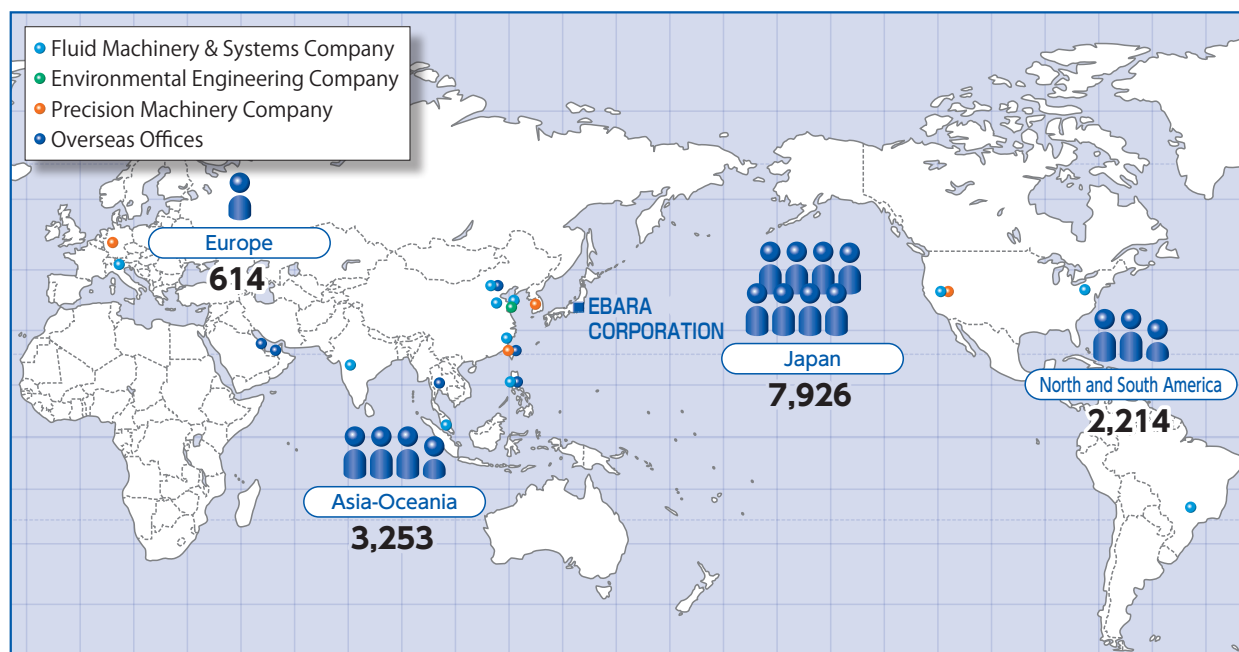 Fluid Machinery & Systems Company
Environmental Engineering Company
Precision Machinery Company
Overseas Offices
Europe
614
EBARA
CORPORATION
Japan
7,926
North and South America
2,214
Asia-Oceania
3,253